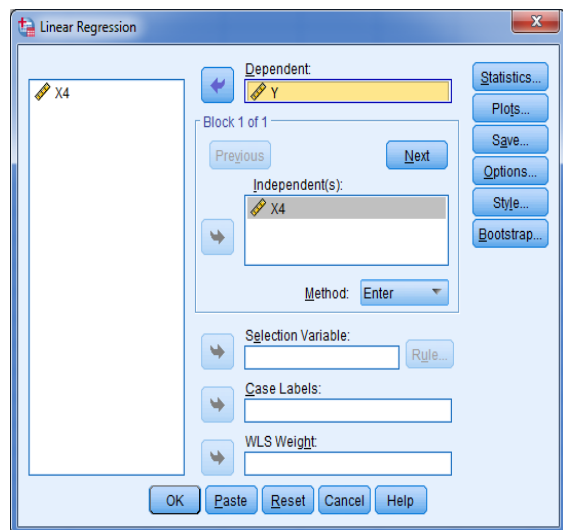 Linear Regression
X
X4
Dependent:
Y
Block 1 of 1
Previous
Next
Independent(s):
X4
Method: Enter
Selection Variable:
Rule...
Case Labels:
WLS Weight:
Statistics...
Plots...
Save...
Options...
Style...
Bootstrap...
OK Paste Reset Cancel Help